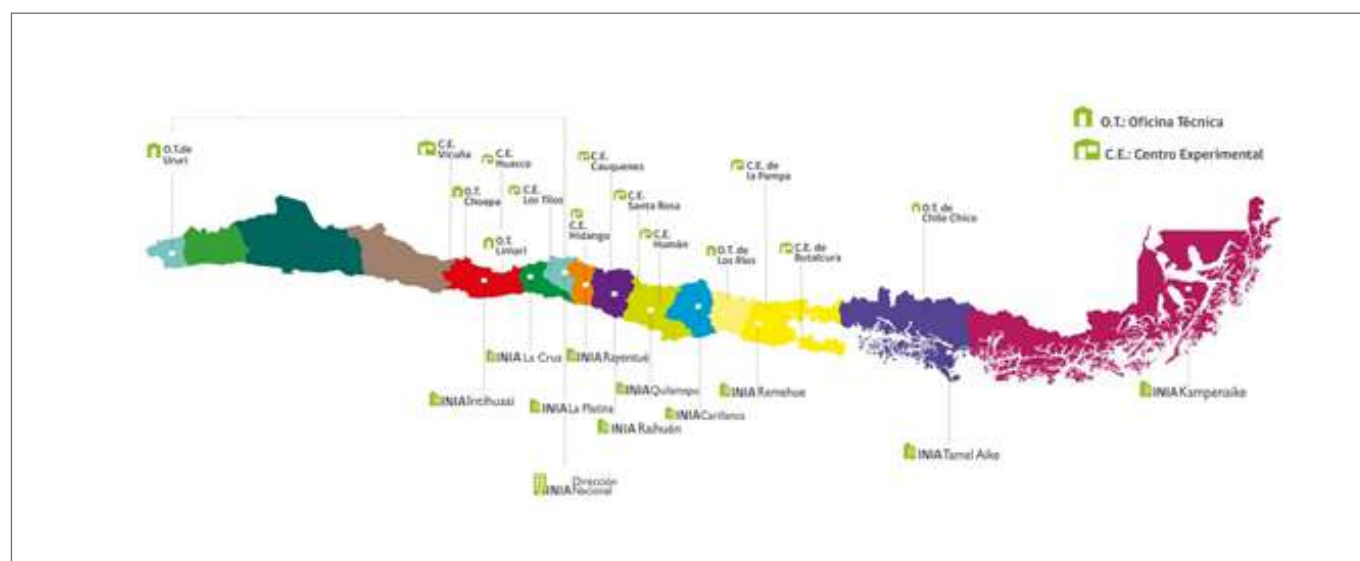 O.T.: Oficina Técnica
C.E.: Centro Experimental
O.T. de
Ururi
C.E.
Vicuña
C.E.
Huasco
C.E.
Cauquenes
C.E. de
la Pampa
O.T.
Choapa
C.E.
Los Tilos
C.E.
Santa Rosa
O.T. de
Chile Chico
O.T.
Limarí
C.E.
Hidango
C.E.
Humán
O.T. de
Los Ríos
C.E. de
Butalcura
INIA La Cruz
INIA Rayentué
INIA Intihuasi
INIA La Platina
INIA Quilamapu
INIA Remehue
INIA Kampenaike
INIA Raihuén
INIA Carillanca
INIA Tamel Aike
INIA Dirección
Nacional